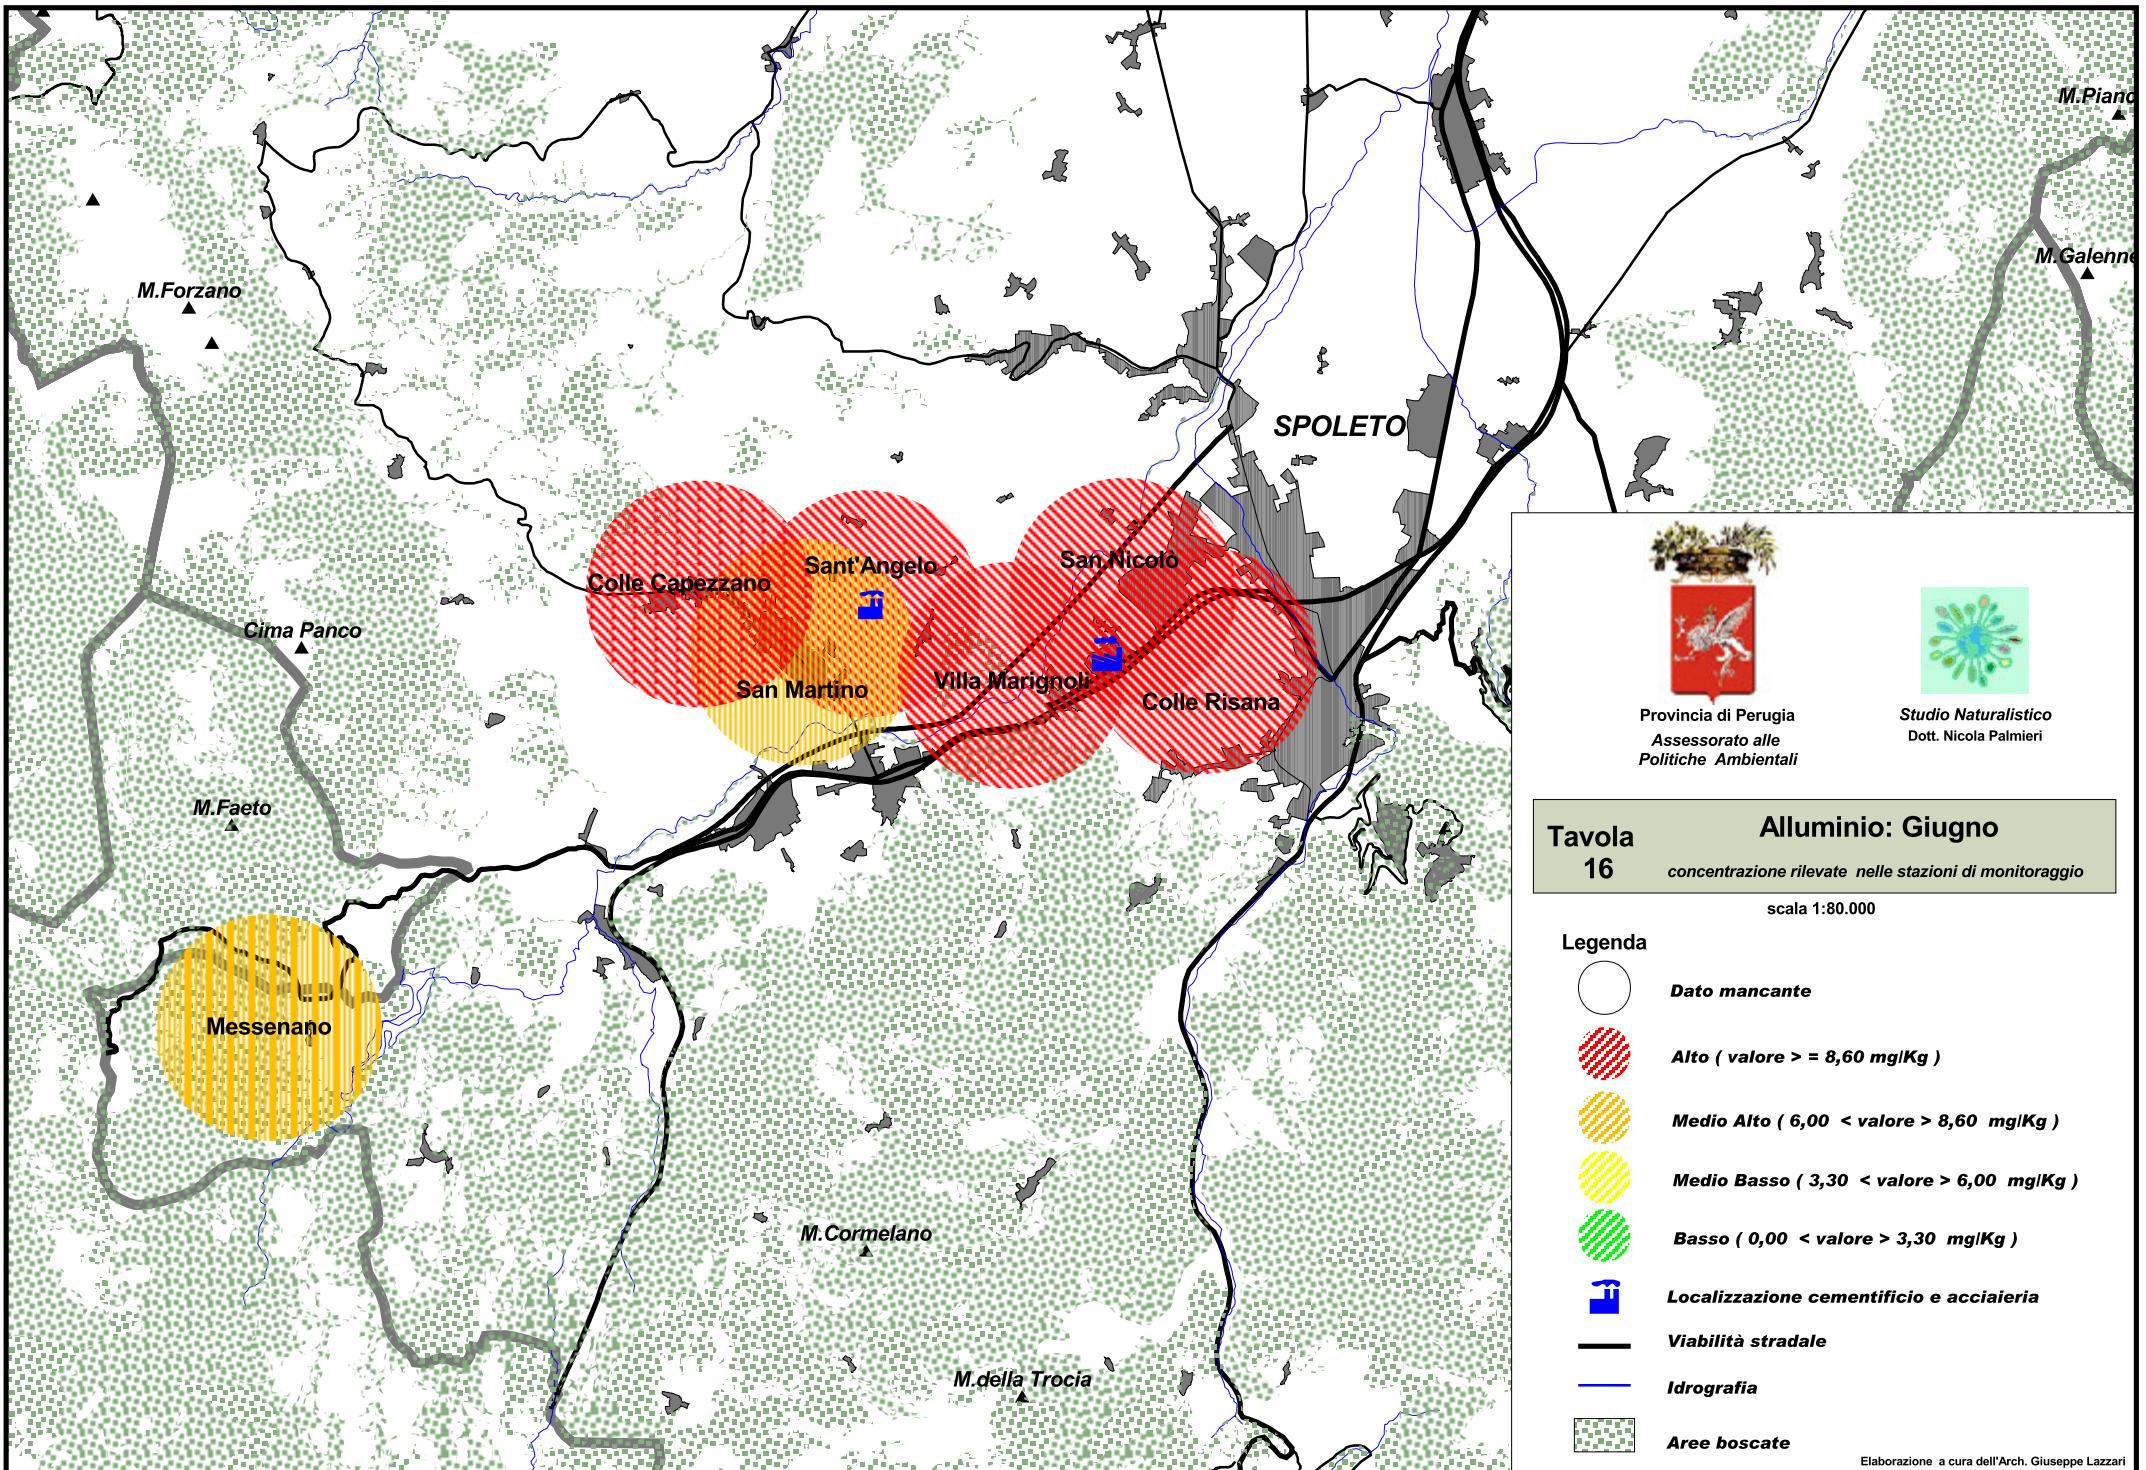 M.Piano
M.Galenne
M.Forzano
SPOLETO
Sant'Angelo
San Nicolò
Colle Capezzano
Cima Panco
Villa Marignoli
San Martino
Colle Risana
M.Faeto
Messenano
M.Cormelano
M.della Trocia
Provincia di Perugia
Assessorato alle
Politiche Ambientali
Studio Naturalistico
Dott. Nicola Palmieri
Tavola
16
Alluminio: Giugno
concentrazione rilevate nelle stazioni di monitoraggio
scala 1:80.000
Legenda
Dato mancante
Alto ( valore > = 8,60 mg/Kg )
Medio Alto ( 6,00 < valore > 8,60 mg/Kg )
Medio Basso ( 3,30 < valore > 6,00 mg/Kg )
Basso ( 0,00 < valore > 3,30 mg/Kg )
Localizzazione cementificio e acciaieria
Viabilità stradale
Idrografia
Aree boscate
Elaborazione a cura dell'Arch. Giuseppe Lazzari